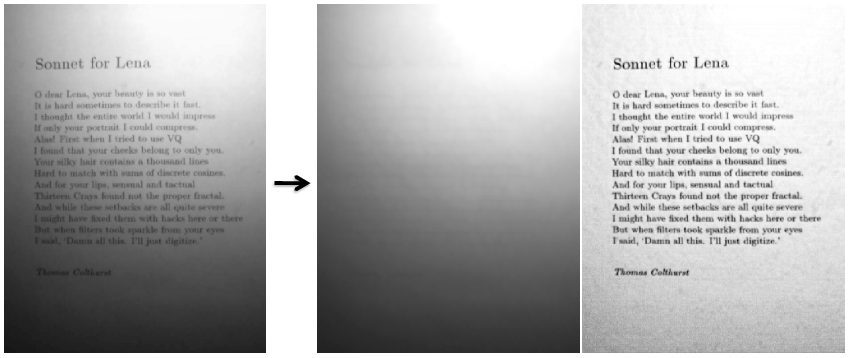 Sonnet for Lena
O dear Lena, your beauty is so vast
It is hard sometimes to describe it fast.
I thought the entire world I would impress
If only your portrait I could compress.
Alas! First when I tried to use VQ
I found that your cheeks belong to only you.
Your silky hair contains a thousand lines
Hard to match with sums of discrete cosines.
And for your lips, sensual and tactual
Thirteen Crays found not the proper fractal.
And while these setbacks are all quite severe
I might have fixed them with hacks here or there
But when filters took sparkle from your eyes
I said, 'Damn all this. I'll just digitize.'
Thomas Colthurst
Sonnet for Lena
O dear Lena, your beauty is so vast
It is hard sometimes to describe it fast.
I thought the entire world I would impress
If only your portrait I could compress.
Alas! First when I tried to use VQ
I found that your cheeks belong to only you.
Your silky hair contains a thousand lines
Hard to match with sums of discrete cosines.
And for your lips, sensual and tactual
Thirteen Crays found not the proper fractal.
And while these setbacks are all quite severe
I might have fixed them with hacks here or there
But when filters took sparkle from your eyes
I said, 'Damn all this. I'll just digitize.'
Thomas Colthurst